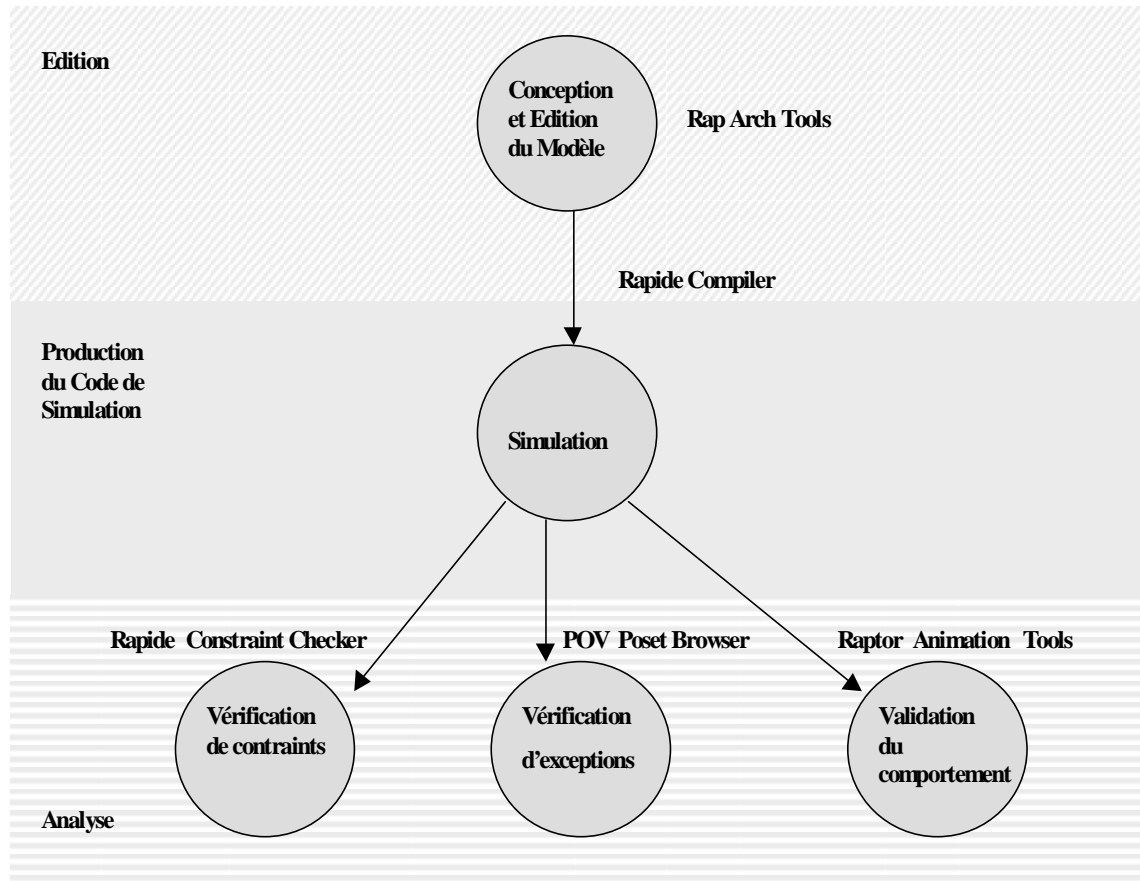 Edition
Conception
et Edition
du Modèle
Rap Arch Tools
Rapide Compiler
Production
du Code de
Simulation
Simulation
Rapide Constraint Checker
POV Poset Browser
Raptor Animation Tools
Vérification
de contraints
Vérification
d'exceptions
Validation
du
comportement
Analyse